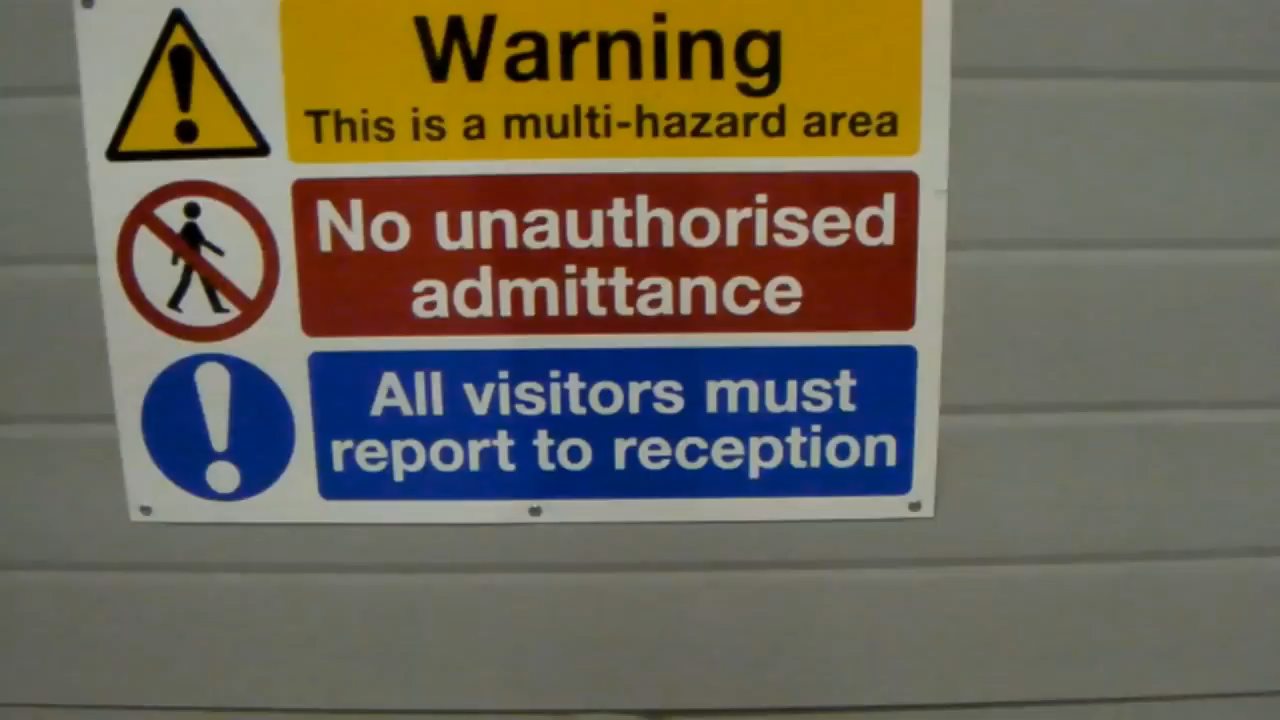 Warning
This is a multi-hazard area
No unauthorised
admittance
All visitors must
report to reception